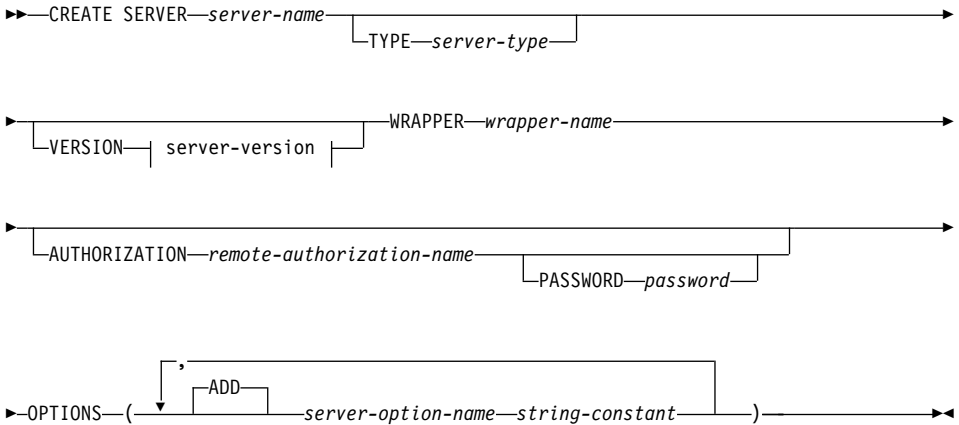 CREATE SERVER server-name
TYPE server-type
WRAPPER wrapper-name
VERSION server-version
AUTHORIZATION remote-authorization-name
PASSWORD password
,
ADD
OPTIONS ( server-option-name string-constant )